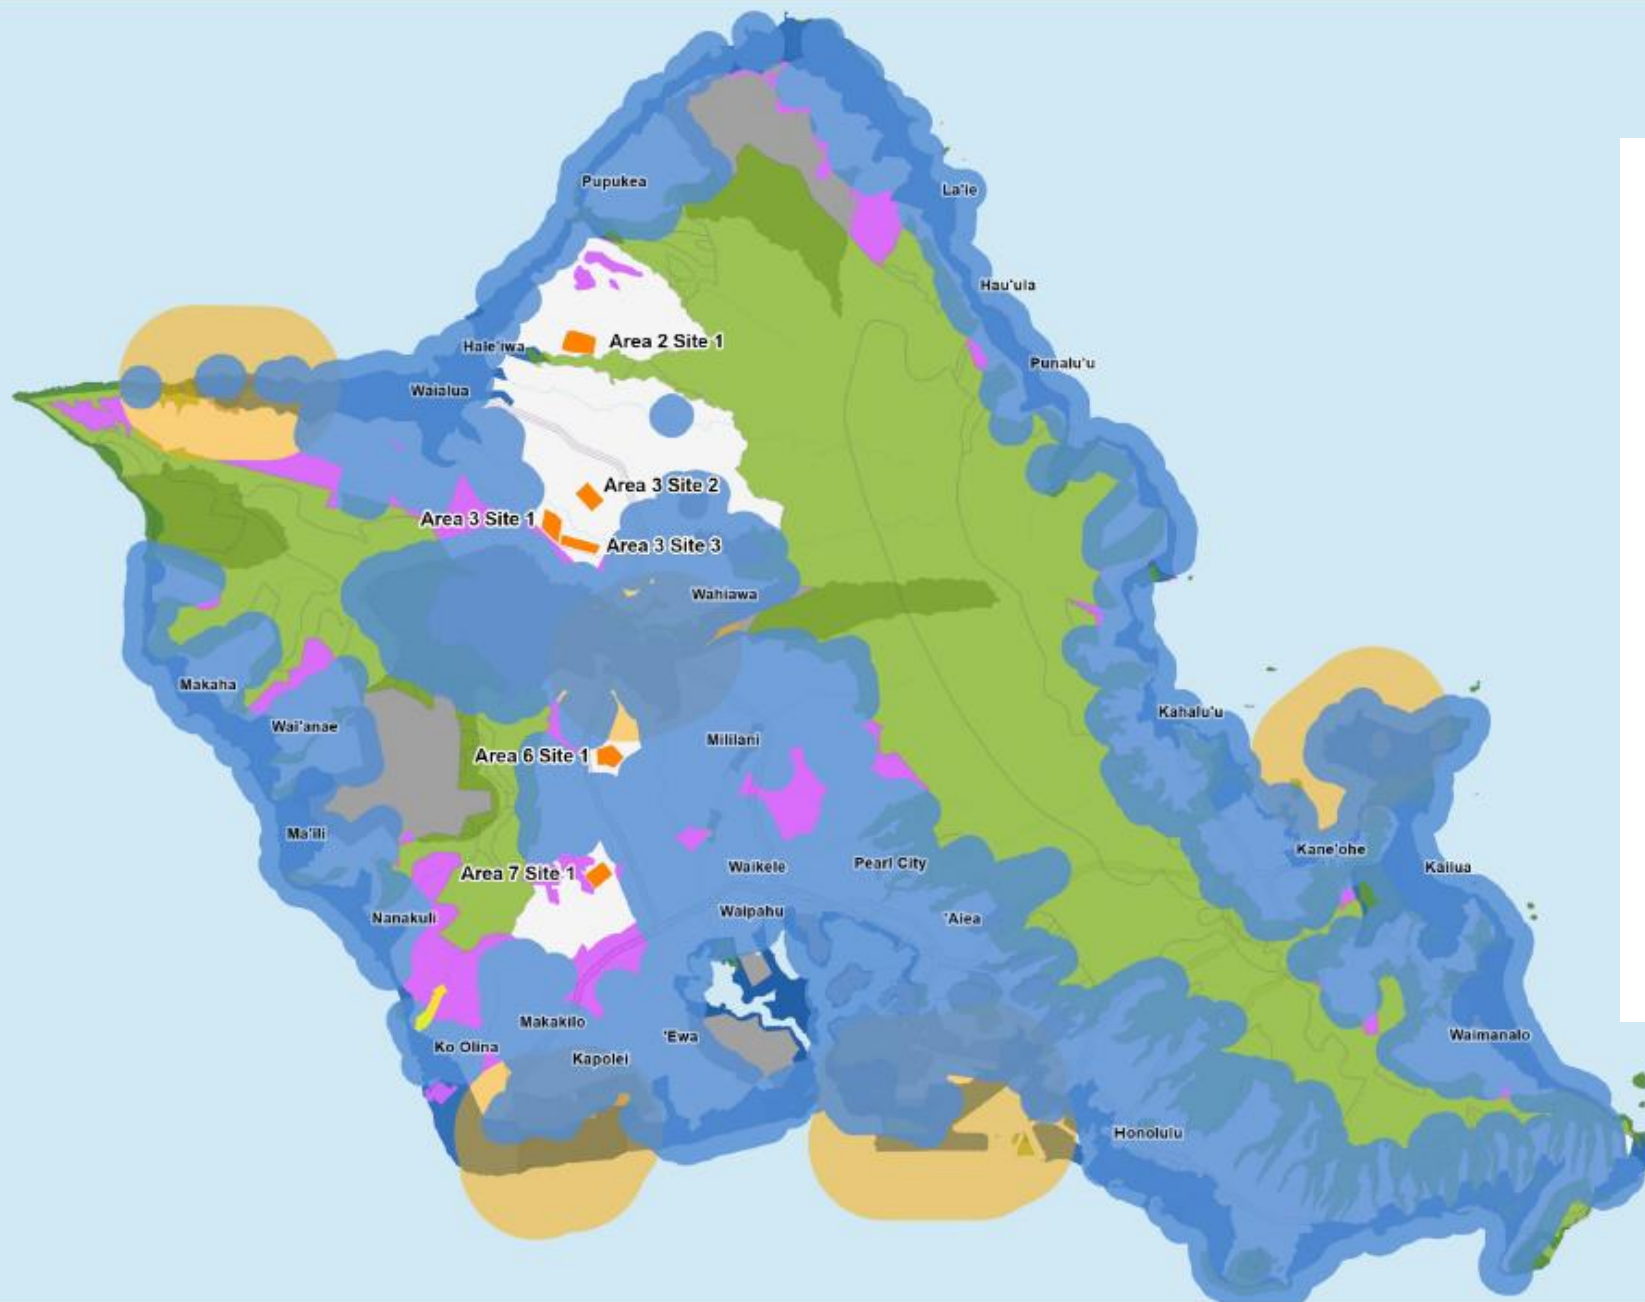 Pupukea
La'ie
Hau'ula
Area 2 Site 1
Hale'iwa
Punalu'u
Waialua
Area 3 Site 2
Area 3 Site 1
Area 3 Site 3
Wahiawa
Makaha
Kahalu'u
Wai'anae
Mililani
Area 6 Site 1
Ma'ili
Kane'ohe
Waikele
Pearl City
Kailua
Area 7 Site 1
Waipahu
Nanakuli
'Aiea
Makakilo
'Ewa
Waimanalo
Ko Olina
Kapolei
Honolulu